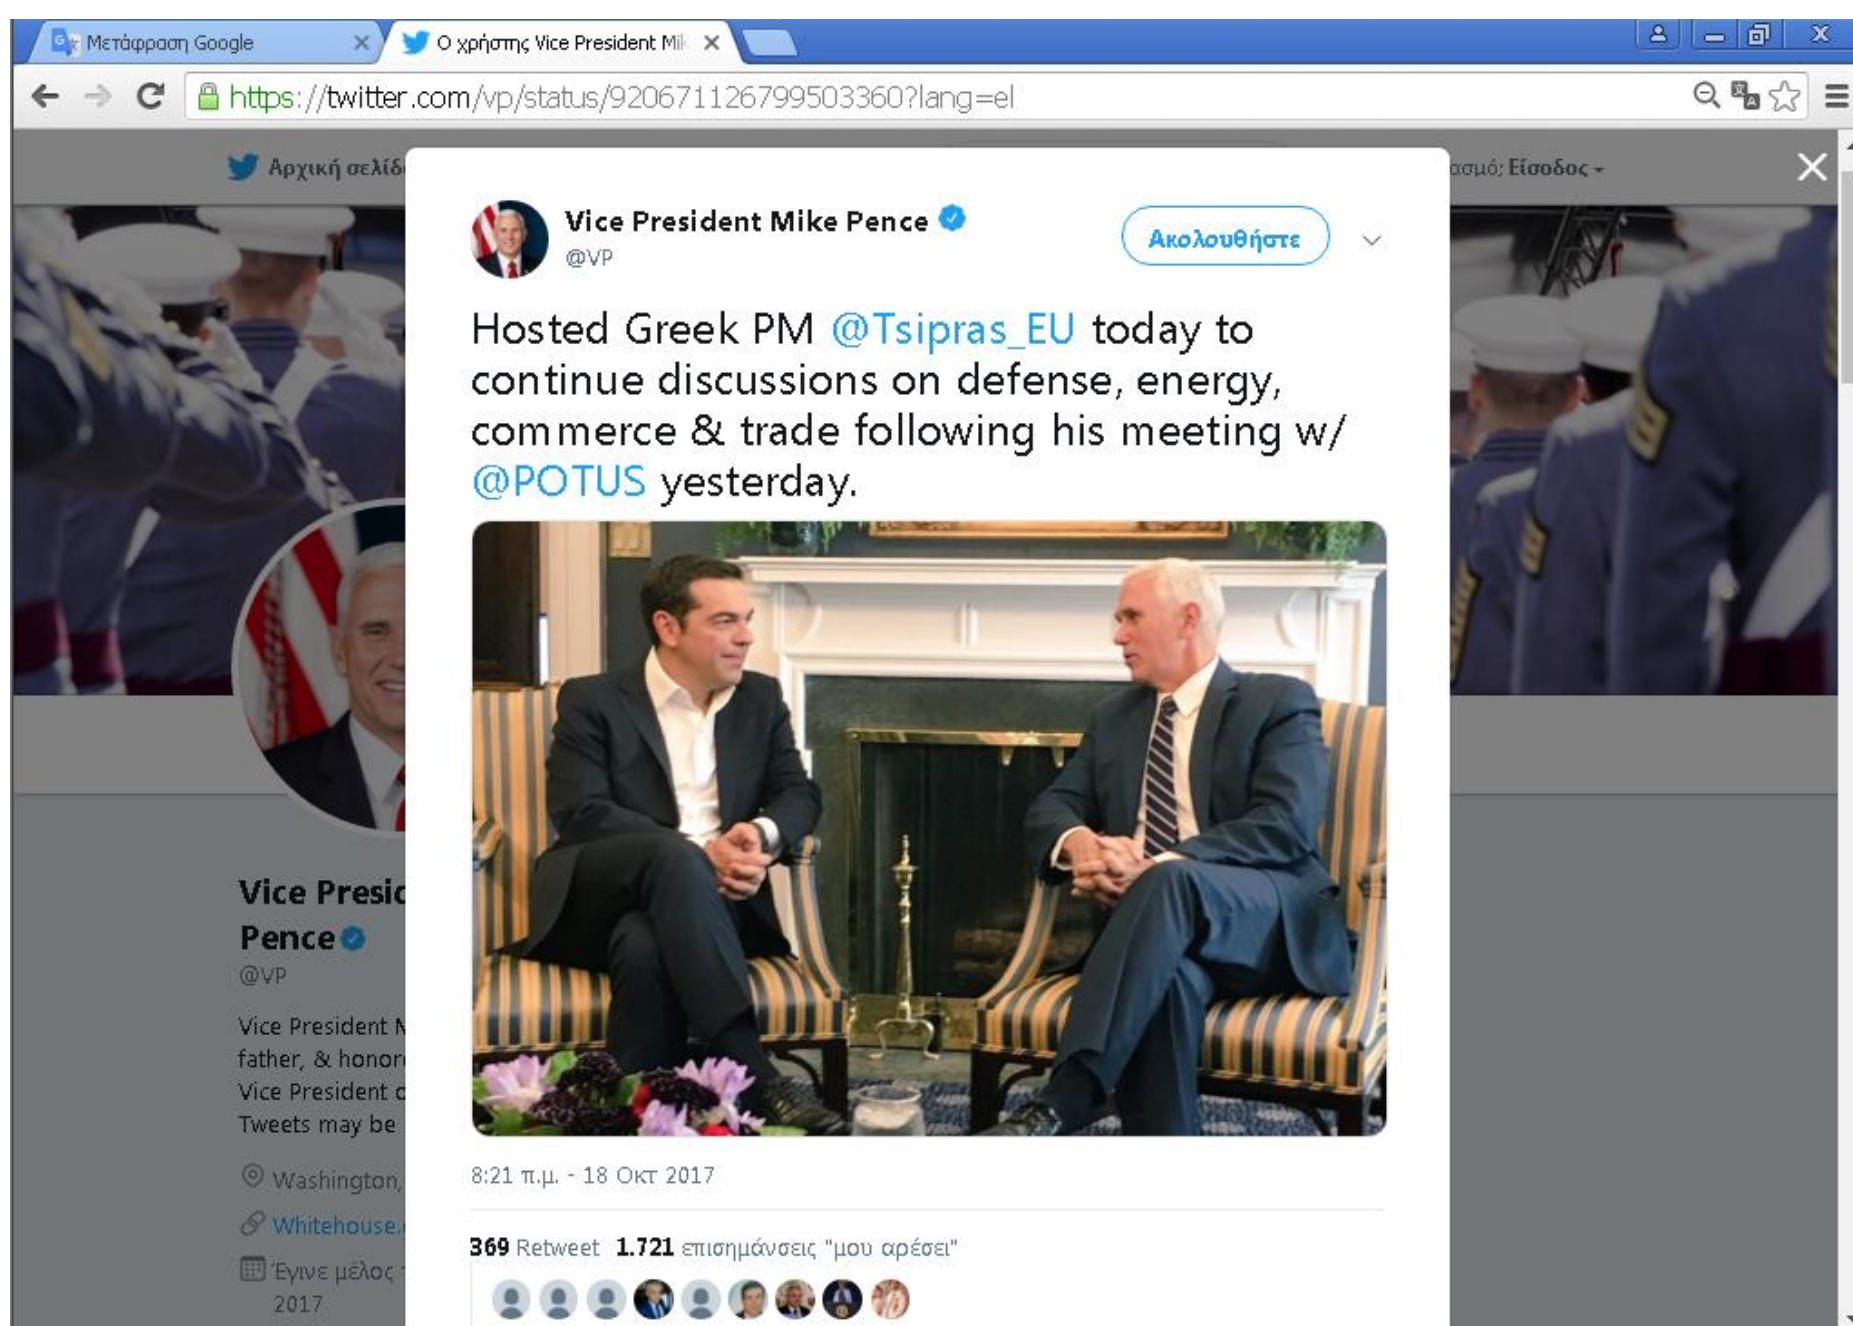 Μετάφραση Google
Ο χρήστης Vice President Mik
https://twitter.com/vp/status/920671126799503360?lang=el
Αρχική σελίδ
ασμό; Είσοδος
Vice President Mike Pence
@VP
Ακολουθήστε
Hosted Greek PM @Tsipras_EU today to
continue discussions on defense, energy,
commerce & trade following his meeting w/
@POTUS yesterday.
Vice Presid
Pence
@VP
Vice President M
father, & honor
Vice President o
Tweets may be
Washington,
Whitehouse.
Έγινε μέλος
2017
8:21 π.μ. - 18 Οκτ 2017
369 Retweet 1.721 επισημάνσεις "μου αρέσει"